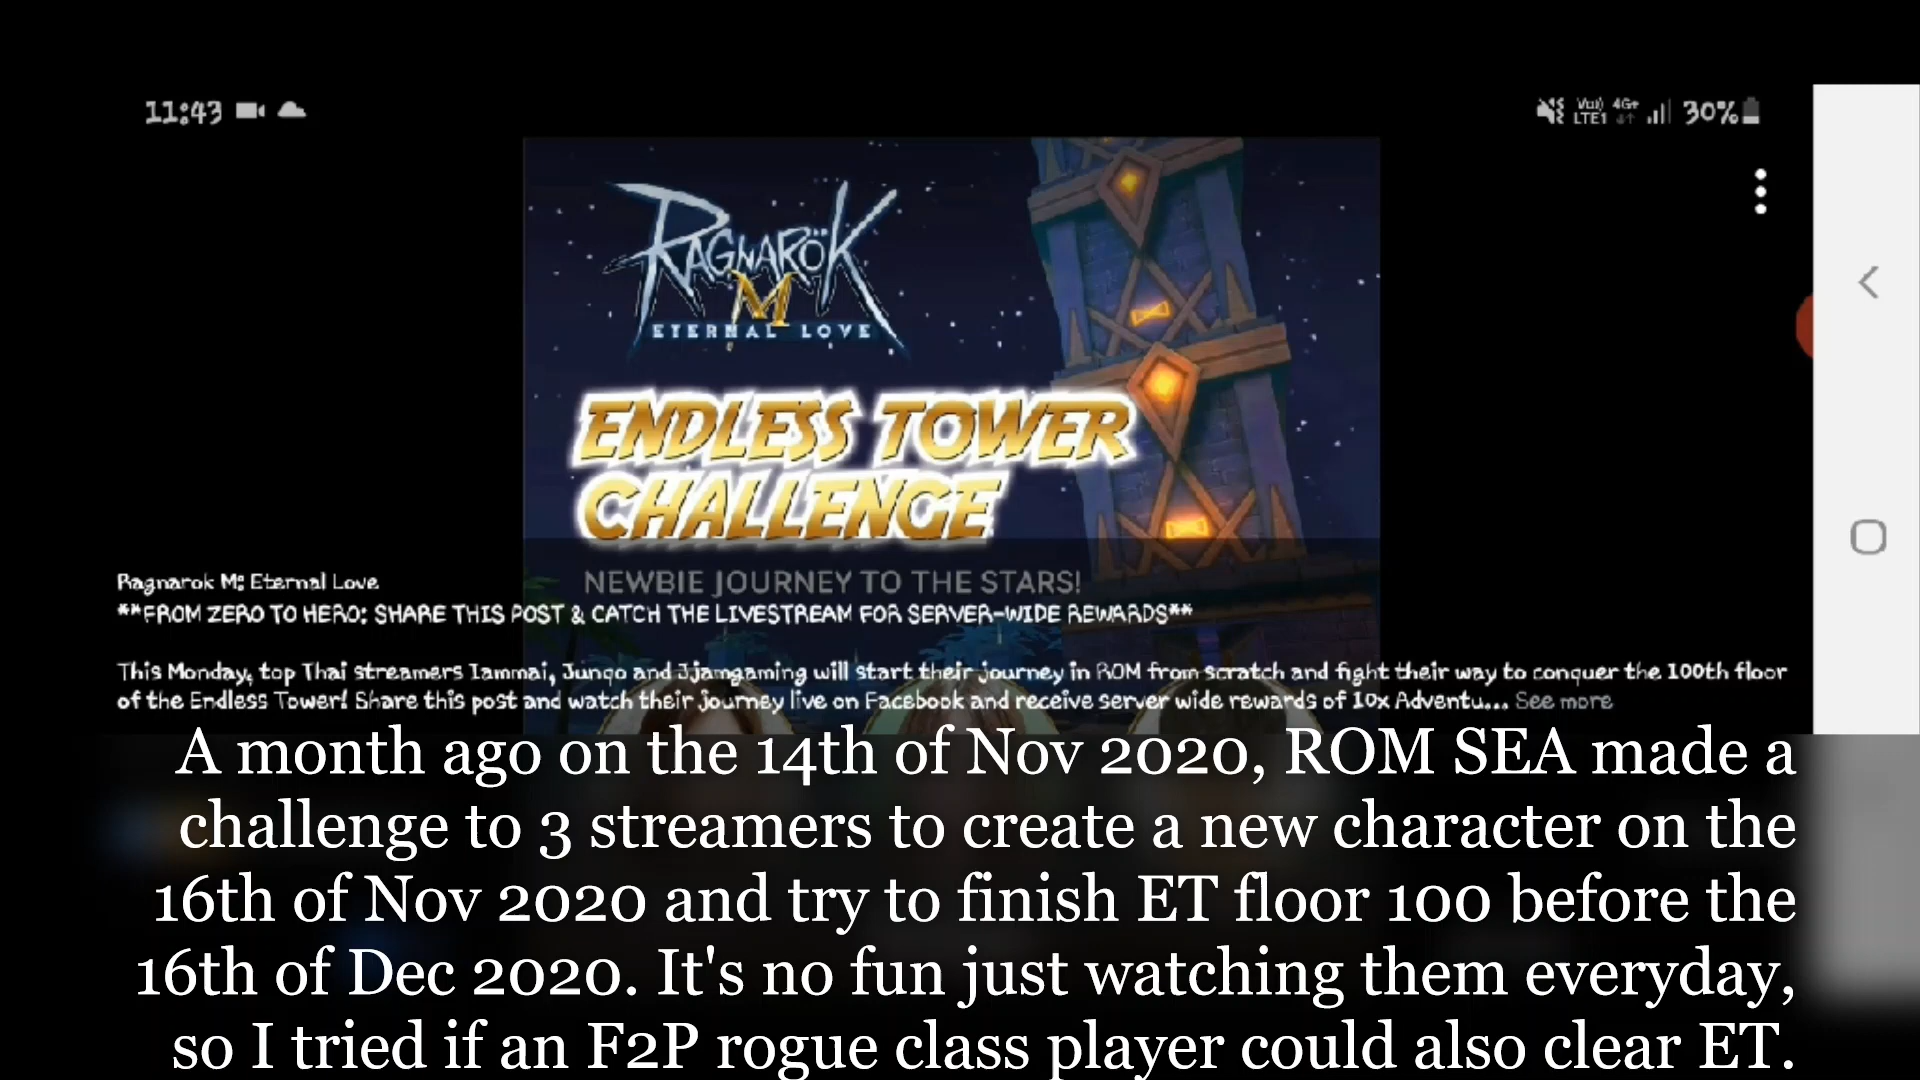 11:43
Vo)) LTE1 4G+ 30%
RAGNARÖK
M
ETERNAL LOVE
ENDLESS TOWER
CHALLENGE
NEWBIE JOURNEY TO THE STARS!
Ragnarok M: Eternal Love
**FROM ZERO TO HERO: SHARE THIS POST & CATCH THE LIVESTREAM FOR SERVER-WIDE REWARDS**
This Monday, top Thai streamers Iammai, Junqo and Jjamgaming will start their journey in ROM from scratch and fight their way to conquer the 100th floor
of the Endless Tower! Share this post and watch their journey live on Facebook and receive server wide rewards of 10x Adventu... See more
A month ago on the 14th of Nov 2020, ROM SEA made a
challenge to 3 streamers to create a new character on the
16th of Nov 2020 and try to finish ET floor 100 before the
16th of Dec 2020. It's no fun just watching them everyday,
so I tried if an F2P rogue class player could also clear ET.